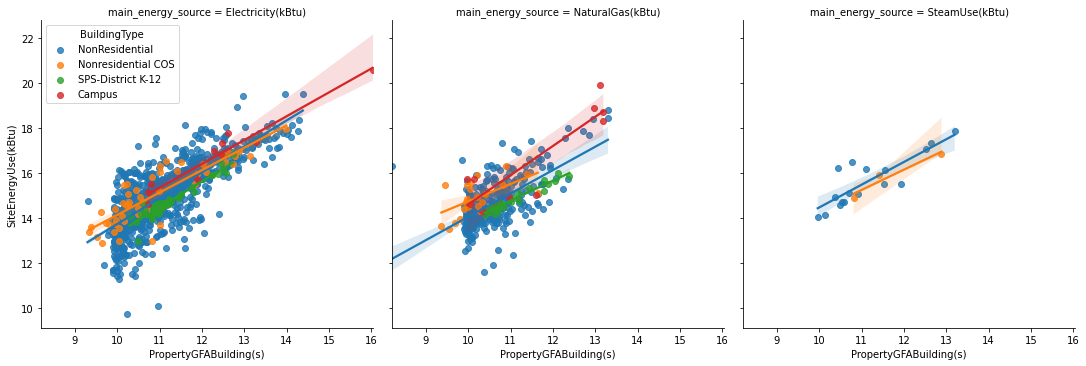 main_energy_source = Electricity(kBtu)
main_energy_source = NaturalGas(kBtu)
main_energy_source = SteamUse(kBtu)
BuildingType
NonResidential
Nonresidential COS
SPS-District K-12
Campus
SiteEnergyUse(kBtu)
22
20
18
16
14
12
10
9 10 11 12 13 14 15 16
9 10 11 12 13 14 15 16
9 10 11 12 13 14 15 16
PropertyGFABuilding(s)
PropertyGFABuilding(s)
PropertyGFABuilding(s)